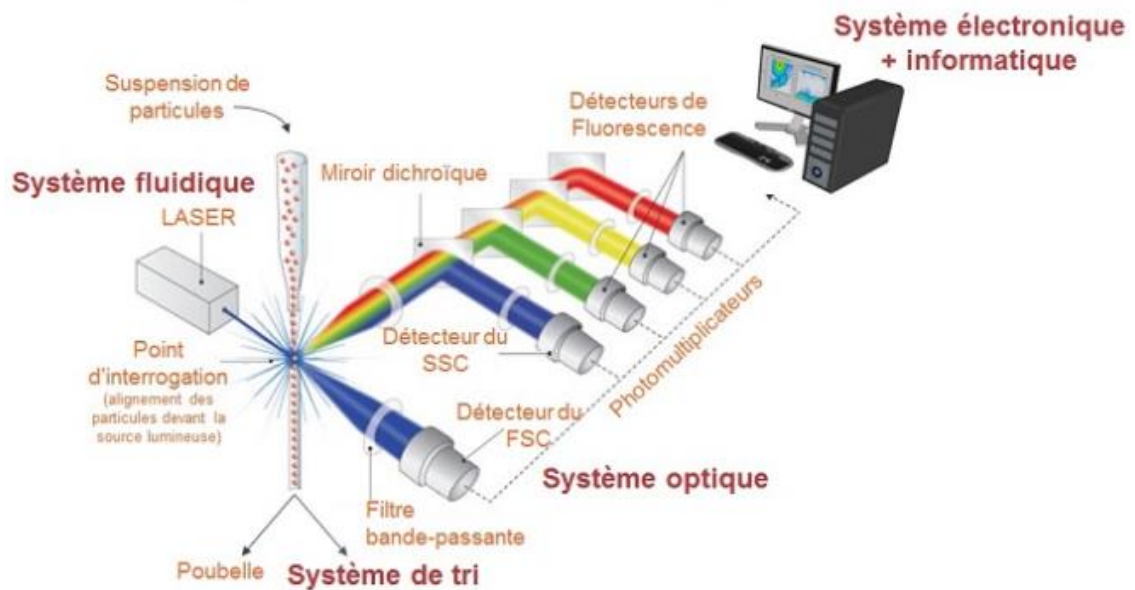 Système électronique
+ informatique
Suspension de
particules
Détecteurs de
Fluorescence
Miroir dichroïque
Système fluidique
LASER
Photomultiplicateurs
Détecteur du
SSC
Point
d'interrogation
(alignement des
particules devant la
source lumineuse)
Détecteur du
FSC
Système optique
Filtre
bande-passante
Poubelle
Système de tri